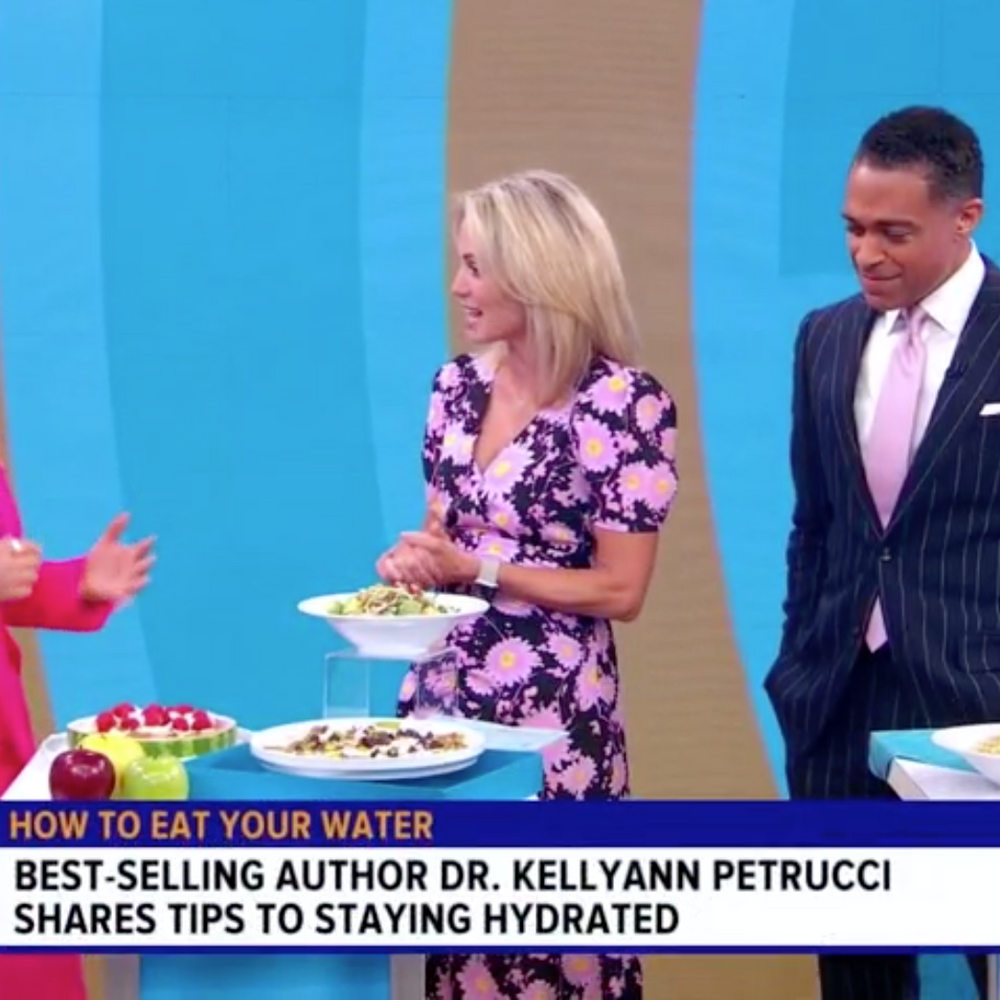 HOW TO EAT YOUR WATER
BEST-SELLING AUTHOR DR. KELLYANN PETRUCCI
SHARES TIPS TO STAYING HYDRATED